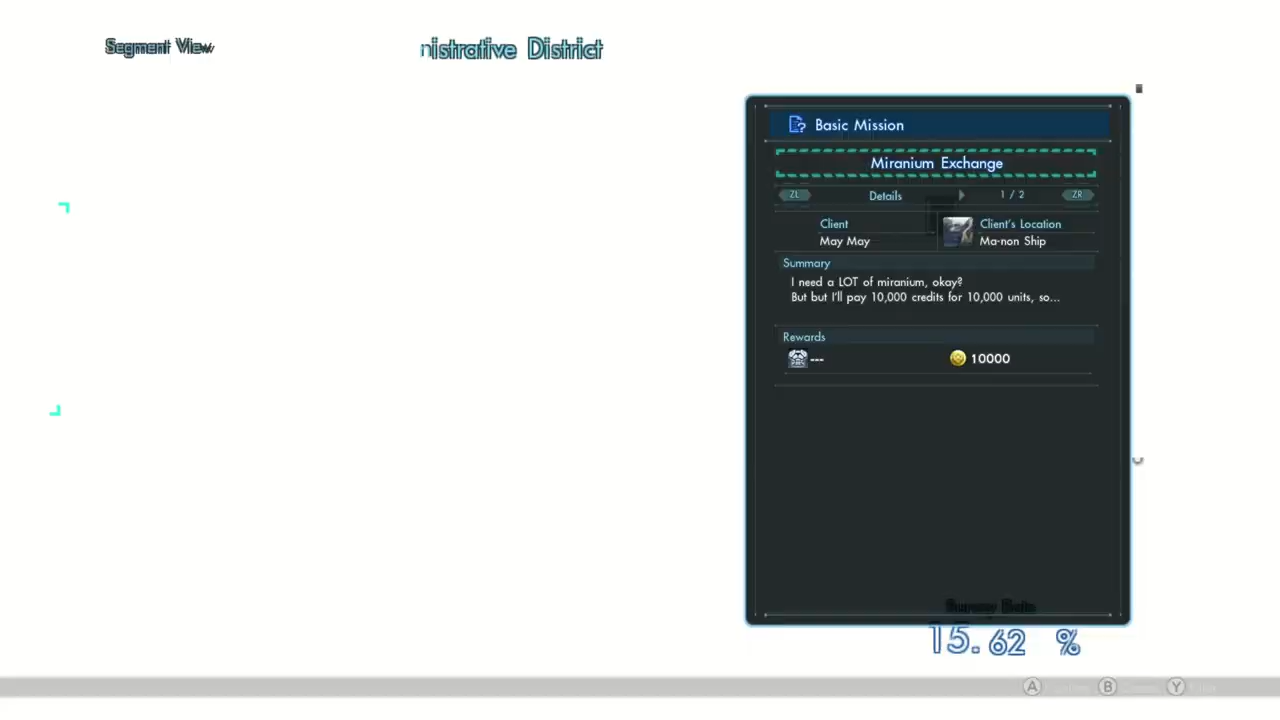 Segment View
nistrative District
Basic Mission
Miranium Exchange
ZL Details 1 / 2 ZR
Client
May May
Client's Location
Ma-non Ship
Summary
I need a LOT of miranium, okay?
But but I'll pay 10,000 credits for 10,000 units, so...
Rewards
--- 10000
15.62 %
A B Y